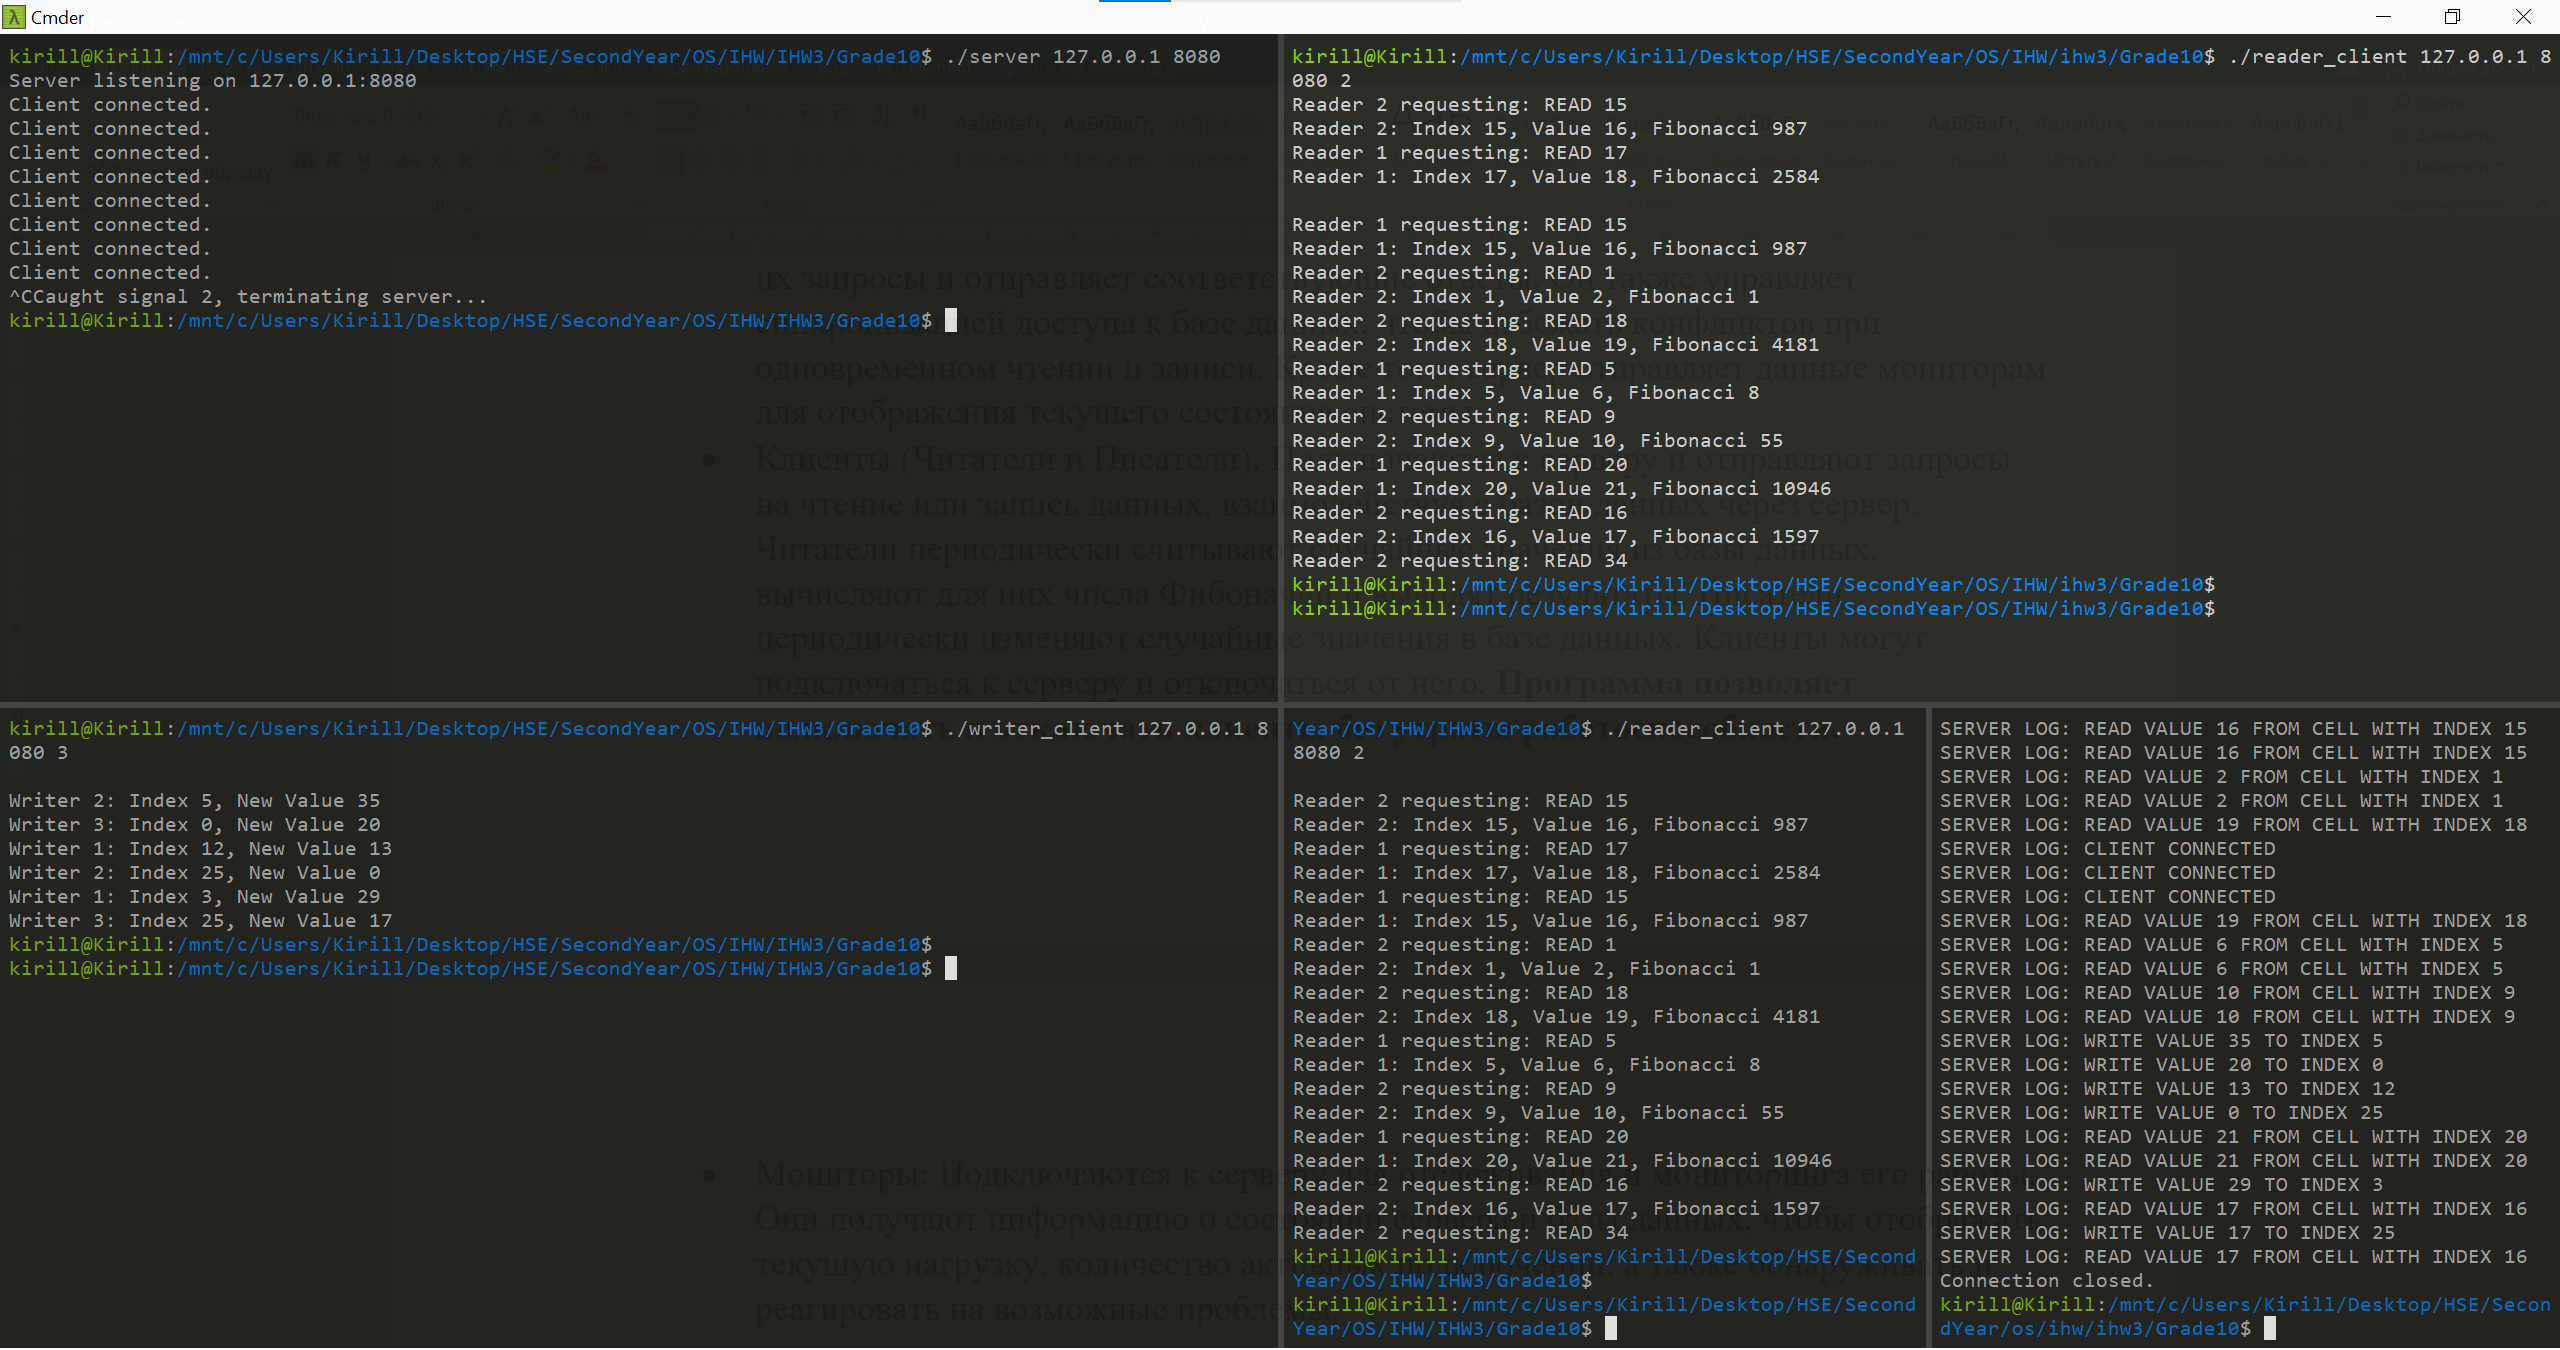 Cmder
kirill@Kirill:/mnt/c/Users/Kirill/Desktop/HSE/SecondYear/OS/IHW/IHW3/Grade10$ ./server 127.0.0.1 8080
Server listening on 127.0.0.1:8080
Client connected.
Client connected.
Client connected.
Client connected.
Client connected.
Client connected.
Client connected.
Client connected.
^CCaught signal 2, terminating server...
kirill@Kirill:/mnt/c/Users/Kirill/Desktop/HSE/SecondYear/OS/IHW/IHW3/Grade10$
kirill@Kirill:/mnt/c/Users/Kirill/Desktop/HSE/SecondYear/OS/IHW/ihw3/Grade10$ ./reader_client 127.0.0.1 8
080 2
Reader 2 requesting: READ 15
Reader 2: Index 15, Value 16, Fibonacci 987
Reader 1 requesting: READ 17
Reader 1: Index 17, Value 18, Fibonacci 2584
Reader 1 requesting: READ 15
Reader 1: Index 15, Value 16, Fibonacci 987
Reader 2 requesting: READ 1
Reader 2: Index 1, Value 2, Fibonacci 1
Reader 2 requesting: READ 18
Reader 2: Index 18, Value 19, Fibonacci 4181
Reader 1 requesting: READ 5
Reader 1: Index 5, Value 6, Fibonacci 8
Reader 2 requesting: READ 9
Reader 2: Index 9, Value 10, Fibonacci 55
Reader 1 requesting: READ 20
Reader 1: Index 20, Value 21, Fibonacci 10946
Reader 2 requesting: READ 16
Reader 2: Index 16, Value 17, Fibonacci 1597
Reader 2 requesting: READ 34
kirill@Kirill:/mnt/c/Users/Kirill/Desktop/HSE/SecondYear/OS/IHW/ihw3/Grade10$
kirill@Kirill:/mnt/c/Users/Kirill/Desktop/HSE/SecondYear/OS/IHW/ihw3/Grade10$
kirill@Kirill:/mnt/c/Users/Kirill/Desktop/HSE/SecondYear/OS/IHW/IHW3/Grade10$ ./writer_client 127.0.0.1 8
080 3
Writer 2: Index 5, New Value 35
Writer 3: Index 0, New Value 20
Writer 1: Index 12, New Value 13
Writer 2: Index 25, New Value 0
Writer 1: Index 3, New Value 29
Writer 3: Index 25, New Value 17
kirill@Kirill:/mnt/c/Users/Kirill/Desktop/HSE/SecondYear/OS/IHW/IHW3/Grade10$
kirill@Kirill:/mnt/c/Users/Kirill/Desktop/HSE/SecondYear/OS/IHW/IHW3/Grade10$
Year/OS/IHW/IHW3/Grade10$ ./reader_client 127.0.0.1
8080 2
Reader 2 requesting: READ 15
Reader 2: Index 15, Value 16, Fibonacci 987
Reader 1 requesting: READ 17
Reader 1: Index 17, Value 18, Fibonacci 2584
Reader 1 requesting: READ 15
Reader 1: Index 15, Value 16, Fibonacci 987
Reader 2 requesting: READ 1
Reader 2: Index 1, Value 2, Fibonacci 1
Reader 2 requesting: READ 18
Reader 2: Index 18, Value 19, Fibonacci 4181
Reader 1 requesting: READ 5
Reader 1: Index 5, Value 6, Fibonacci 8
Reader 2 requesting: READ 9
Reader 2: Index 9, Value 10, Fibonacci 55
Reader 1 requesting: READ 20
Reader 1: Index 20, Value 21, Fibonacci 10946
Reader 2 requesting: READ 16
Reader 2: Index 16, Value 17, Fibonacci 1597
Reader 2 requesting: READ 34
kirill@Kirill:/mnt/c/Users/Kirill/Desktop/HSE/Second
Year/OS/IHW/IHW3/Grade10$
kirill@Kirill:/mnt/c/Users/Kirill/Desktop/HSE/Second
Year/OS/IHW/IHW3/Grade10$
SERVER LOG: READ VALUE 16 FROM CELL WITH INDEX 15
SERVER LOG: READ VALUE 16 FROM CELL WITH INDEX 15
SERVER LOG: READ VALUE 2 FROM CELL WITH INDEX 1
SERVER LOG: READ VALUE 2 FROM CELL WITH INDEX 1
SERVER LOG: READ VALUE 19 FROM CELL WITH INDEX 18
SERVER LOG: CLIENT CONNECTED
SERVER LOG: CLIENT CONNECTED
SERVER LOG: CLIENT CONNECTED
SERVER LOG: READ VALUE 19 FROM CELL WITH INDEX 18
SERVER LOG: READ VALUE 6 FROM CELL WITH INDEX 5
SERVER LOG: READ VALUE 6 FROM CELL WITH INDEX 5
SERVER LOG: READ VALUE 10 FROM CELL WITH INDEX 9
SERVER LOG: READ VALUE 10 FROM CELL WITH INDEX 9
SERVER LOG: WRITE VALUE 35 TO INDEX 5
SERVER LOG: WRITE VALUE 20 TO INDEX 0
SERVER LOG: WRITE VALUE 13 TO INDEX 12
SERVER LOG: WRITE VALUE 0 TO INDEX 25
SERVER LOG: READ VALUE 21 FROM CELL WITH INDEX 20
SERVER LOG: READ VALUE 21 FROM CELL WITH INDEX 20
SERVER LOG: WRITE VALUE 29 TO INDEX 3
SERVER LOG: READ VALUE 17 FROM CELL WITH INDEX 16
SERVER LOG: WRITE VALUE 17 TO INDEX 25
SERVER LOG: READ VALUE 17 FROM CELL WITH INDEX 16
Connection closed.
kirill@Kirill:/mnt/c/Users/Kirill/Desktop/HSE/Secon
dYear/os/ihw/ihw3/Grade10$